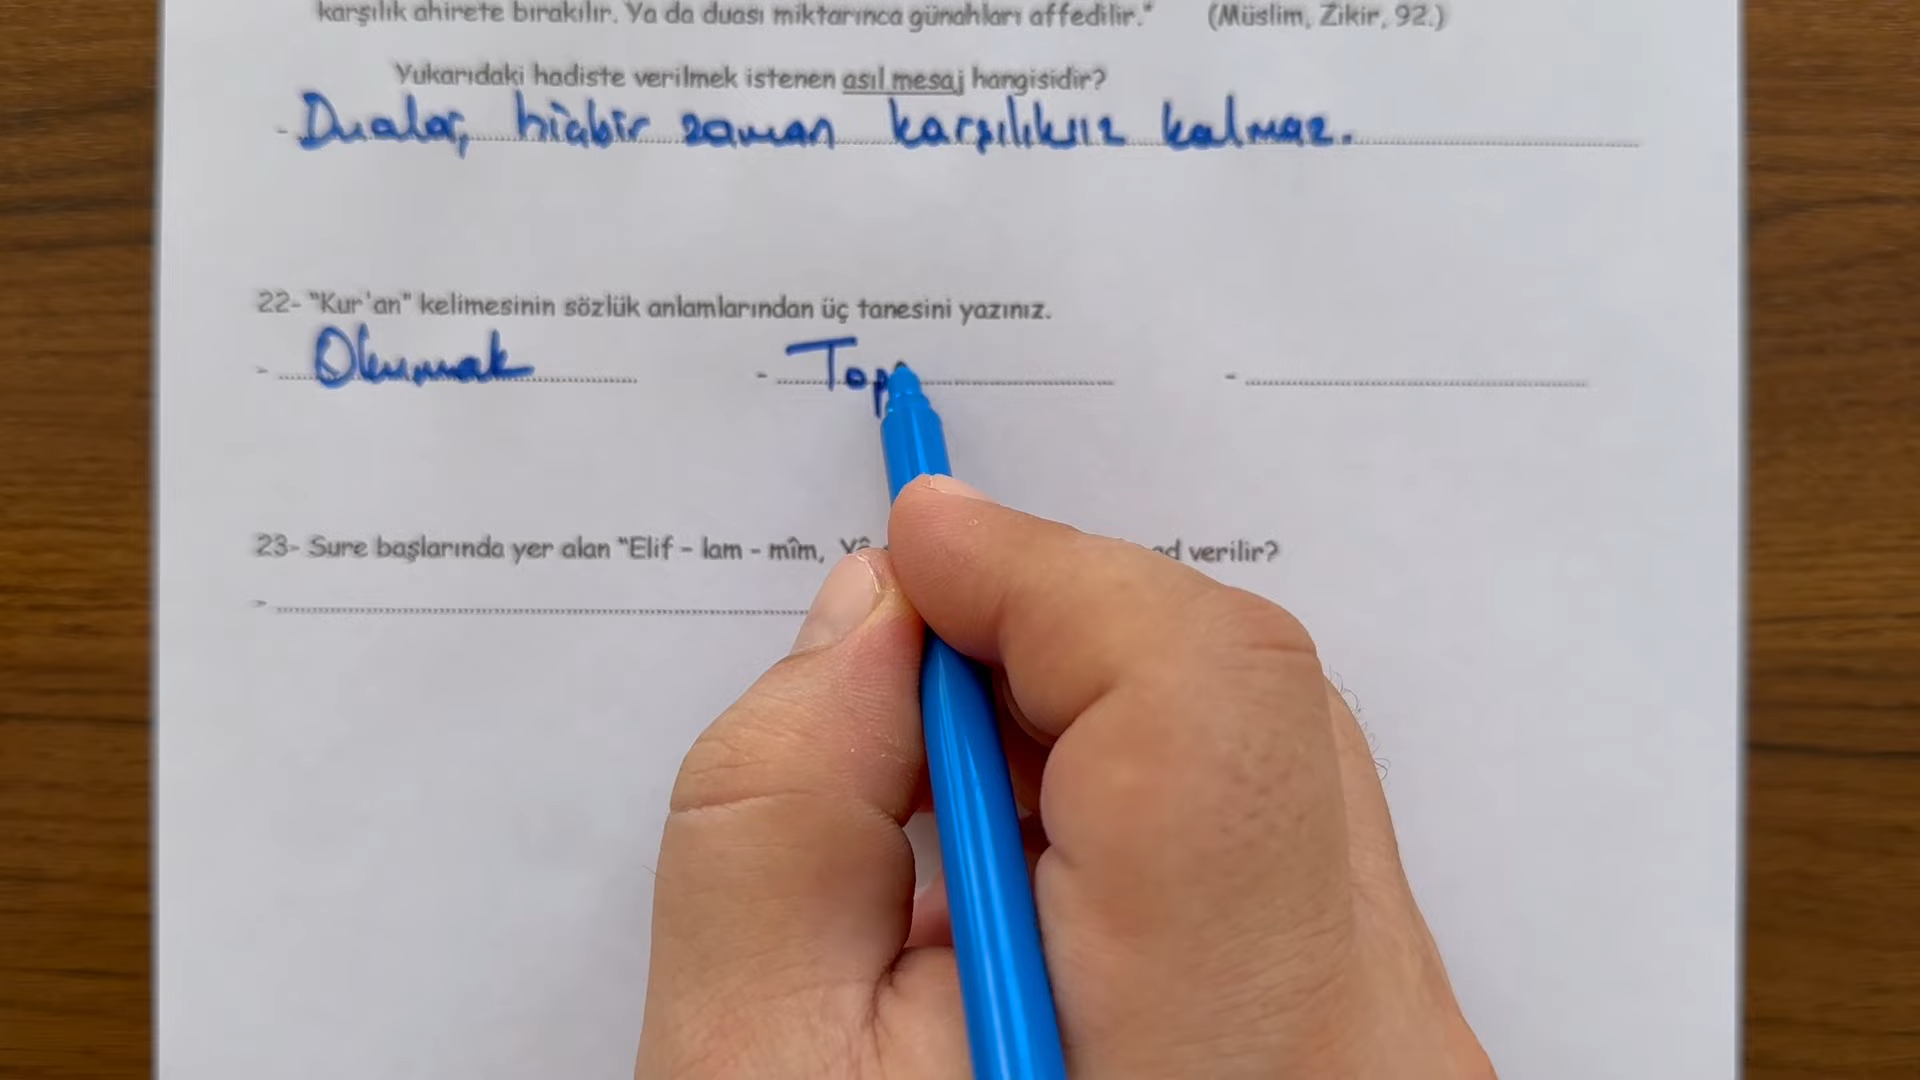 karşılık ahirete bırakılır. Ya da duası miktarınca günahları affedilir." (Müslim, Zikir, 92.)
Yukarıdaki hadiste verilmek istenen asıl mesaj hangisidir?
- Dualar, hiçbir zaman karşılıksız kalmaz.
22- "Kur'an" kelimesinin sözlük anlamlarından üç tanesini yazınız.
- Okumak - Top -
23- Sure başlarında yer alan "Elif - lam - mîm, Yâ ad verilir?